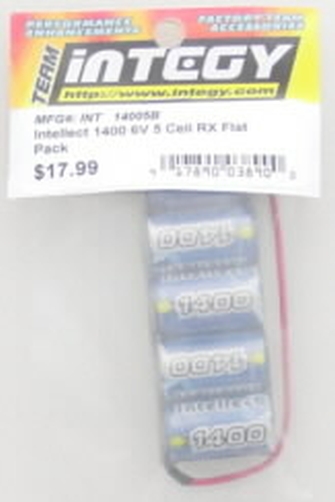 PERFORMANCE
ENHANCEMENTS
FACTORY TEAM
ACCESSORIES
TEAM
iNTEGY
http://www.integy.com
MFG#: INT 14005B
Intellect 1400 6V 5 Cell RX Flat
Pack
$17.99
1400
1400
1400
Intellect
1400